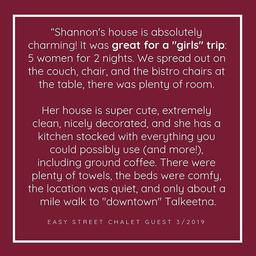 “Shannon's house is absolutely
charming! It was great for a "girls" trip:
5 women for 2 nights. We spread out on
the couch, chair, and the bistro chairs at
the table, there was plenty of room.
Her house is super cute, extremely
clean, nicely decorated, and she has a
kitchen stocked with everything you
could possibly use (and more!),
including ground coffee. There were
plenty of towels, the beds were comfy,
the location was quiet, and only about a
mile walk to "downtown" Talkeetna.
EASY STREET CHALET GUEST 3/2019